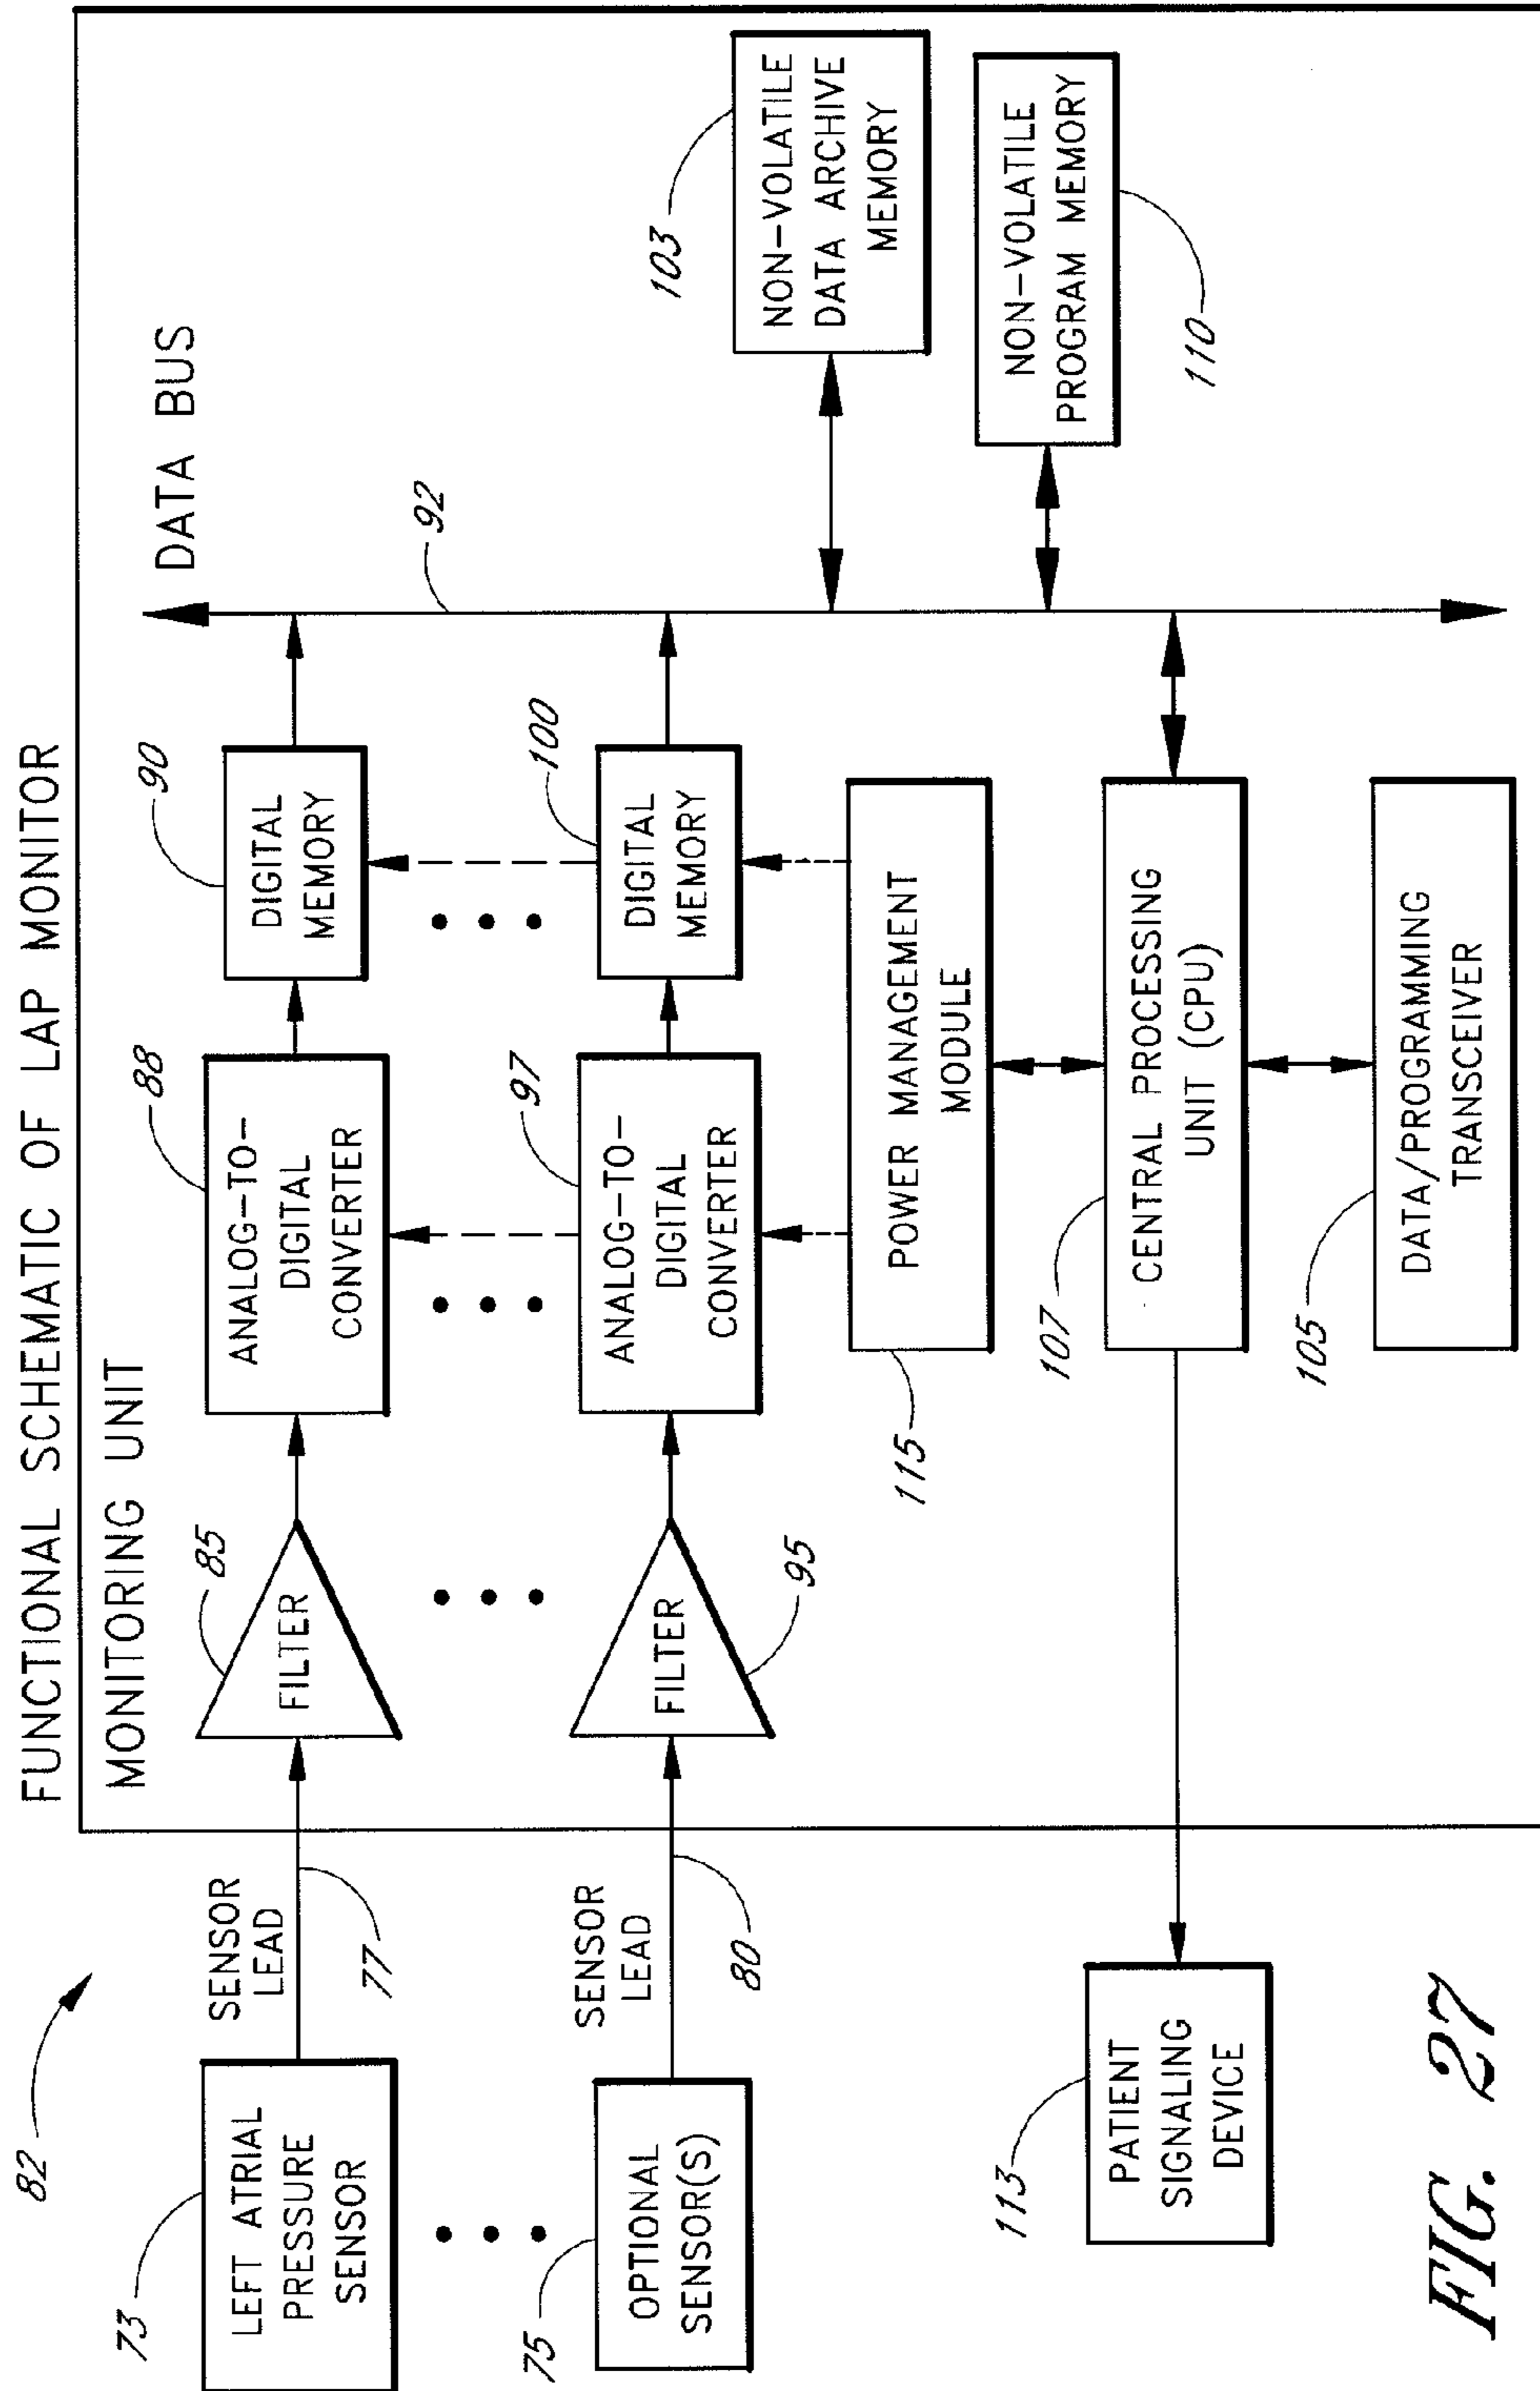 FUNCTIONAL SCHEMATIC OF LAP MONITOR
82
MONITORING UNIT
DATA BUS
73
LEFT ATRIAL
PRESSURE
SENSOR
SENSOR
LEAD
77
85
FILTER
88
ANALOG-TO-
DIGITAL
CONVERTER
90
DIGITAL
MEMORY
92
75
OPTIONAL
SENSOR(S)
SENSOR
LEAD
80
FILTER
95
97
ANALOG-TO-
DIGITAL
CONVERTER
100
DIGITAL
MEMORY
103
NON-VOLATILE
DATA ARCHIVE
MEMORY
NON-VOLATILE
PROGRAM MEMORY
110
115
POWER MANAGEMENT
MODULE
107
CENTRAL PROCESSING
UNIT (CPU)
105
DATA/PROGRAMMING
TRANSCEIVER
113
PATIENT
SIGNALING
DEVICE
FIG. 27